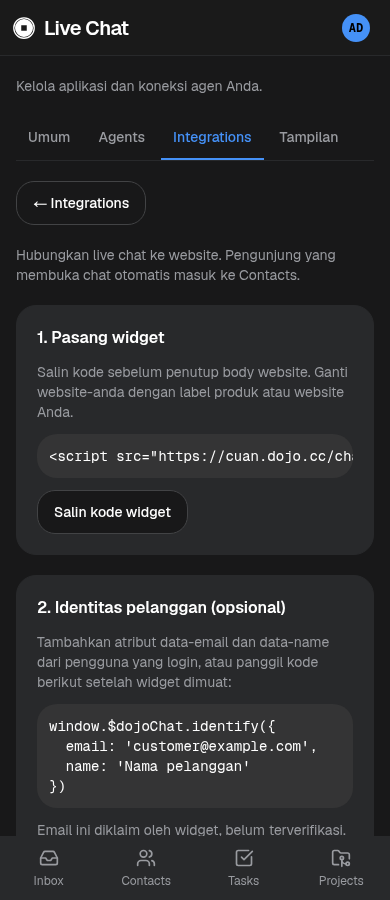 Live Chat
AD
Kelola aplikasi dan koneksi agen Anda.
Umum
Agents
Integrations
Tampilan
← Integrations
Hubungkan live chat ke website. Pengunjung yang
membuka chat otomatis masuk ke Contacts.
1. Pasang widget
Salin kode sebelum penutup body website. Ganti
website-anda dengan label produk atau website
Anda.
<script src="https://cuan.dojo.cc/cha
Salin kode widget
2. Identitas pelanggan (opsional)
Tambahkan atribut data-email dan data-name
dari pengguna yang login, atau panggil kode
berikut setelah widget dimuat:
window.$dojoChat.identify({
  email: 'customer@example.com',
  name: 'Nama pelanggan'
})
Email ini diklaim oleh widget, belum terverifikasi.
Inbox
Contacts
Tasks
Projects